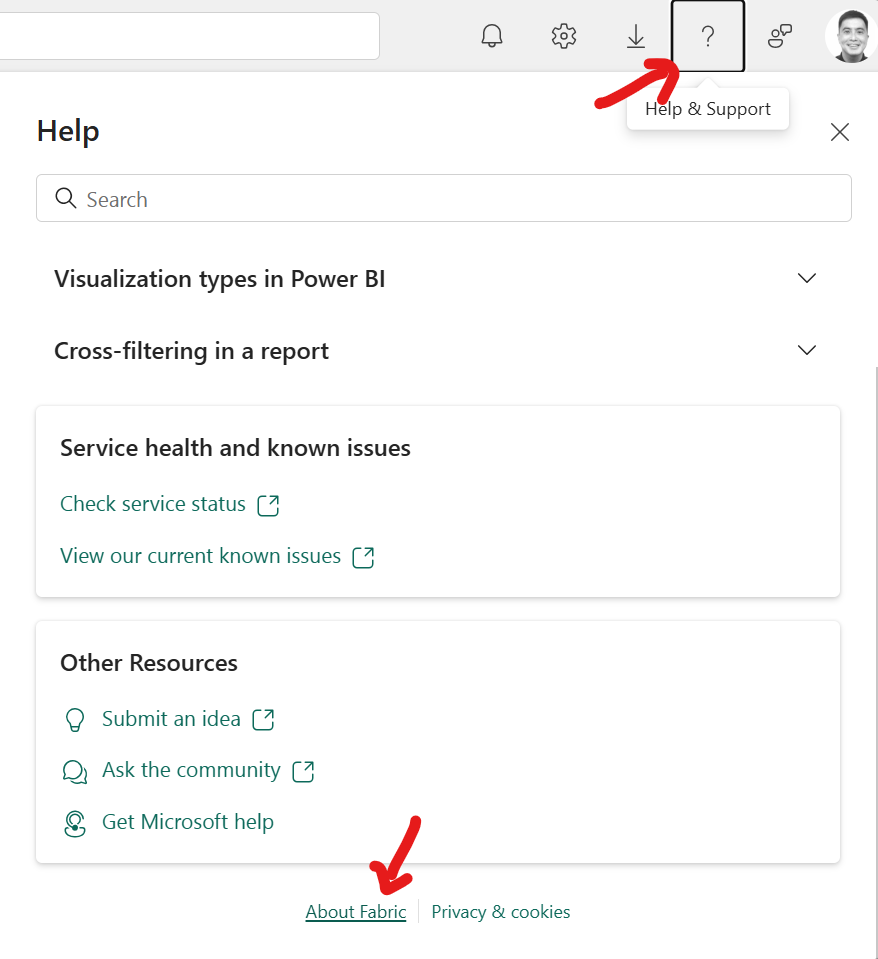 ?
Help & Support
Help
Search
Visualization types in Power BI
Cross-filtering in a report
Service health and known issues
Check service status
View our current known issues
Other Resources
Submit an idea
Ask the community
Get Microsoft help
About Fabric | Privacy & cookies